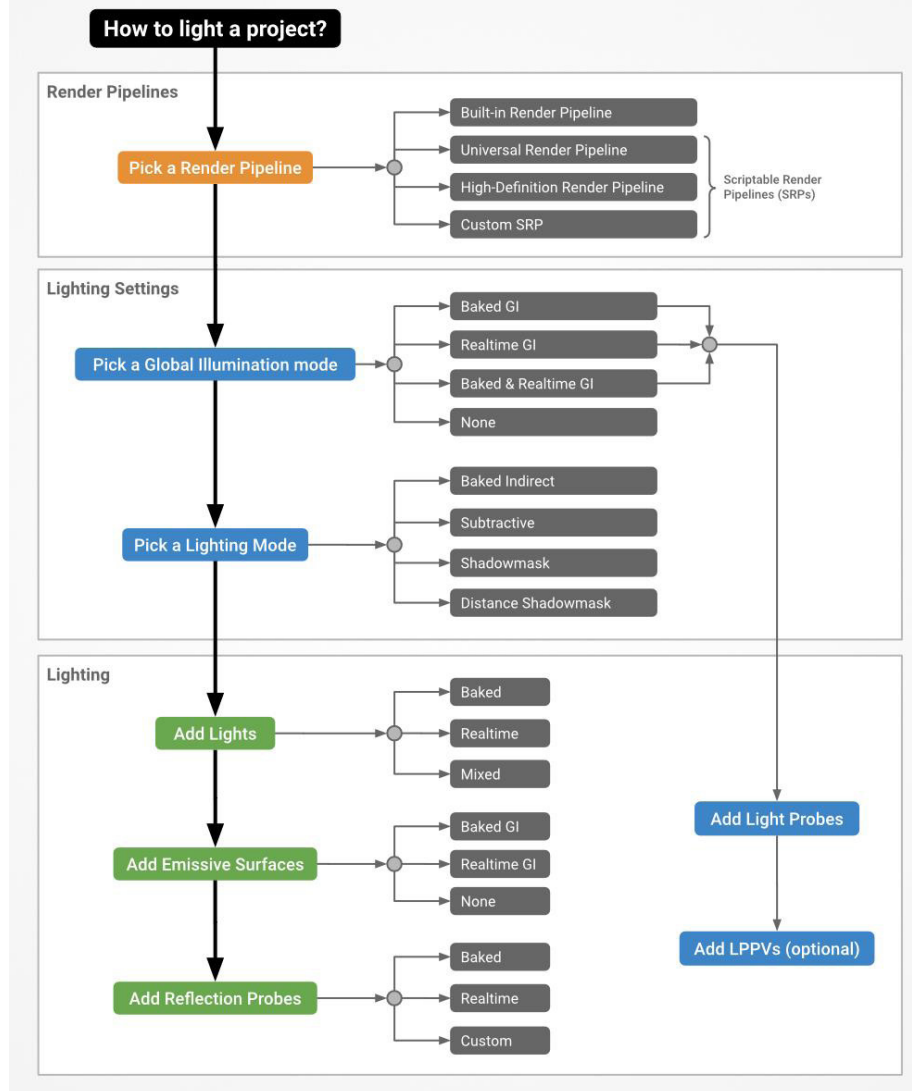 How to light a project?
Render Pipelines
Pick a Render Pipeline
Built-in Render Pipeline
Universal Render Pipeline
High-Definition Render Pipeline
Custom SRP
Scriptable Render
Pipelines (SRPs)
Lighting Settings
Pick a Global Illumination mode
Baked GI
Realtime GI
Baked & Realtime GI
None
Pick a Lighting Mode
Baked Indirect
Subtractive
Shadowmask
Distance Shadowmask
Lighting
Add Lights
Baked
Realtime
Mixed
Add Emissive Surfaces
Baked GI
Realtime GI
None
Add Reflection Probes
Baked
Realtime
Custom
Add Light Probes
Add LPPVs (optional)